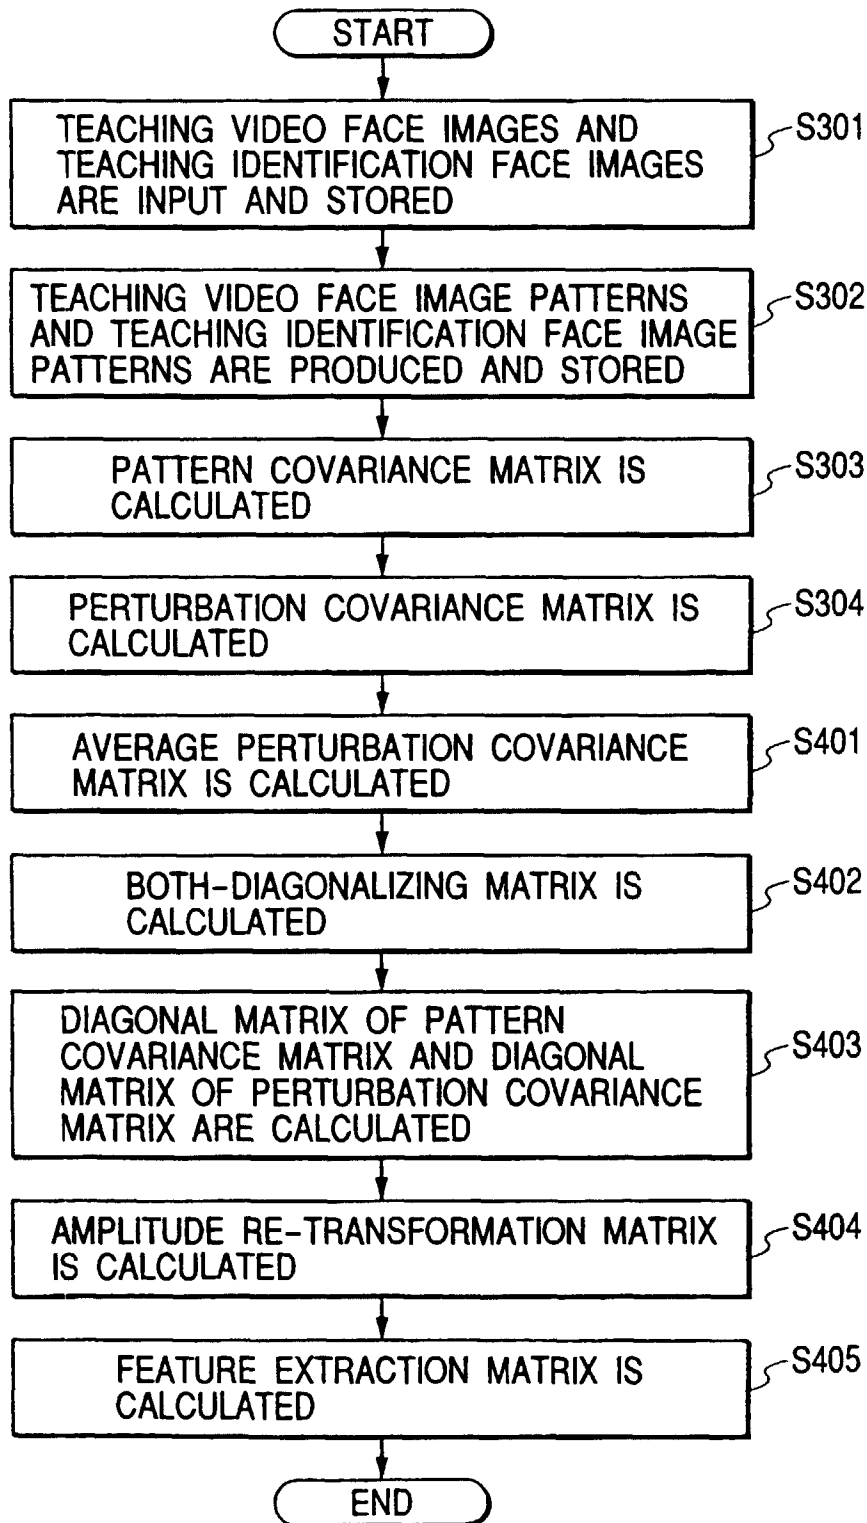 START
TEACHING VIDEO FACE IMAGES AND
TEACHING IDENTIFICATION FACE IMAGES
ARE INPUT AND STORED
S301
TEACHING VIDEO FACE IMAGE PATTERNS
AND TEACHING IDENTIFICATION FACE IMAGE
PATTERNS ARE PRODUCED AND STORED
S302
PATTERN COVARIANCE MATRIX IS
CALCULATED
S303
PERTURBATION COVARIANCE MATRIX IS
CALCULATED
S304
AVERAGE PERTURBATION COVARIANCE
MATRIX IS CALCULATED
S401
BOTH-DIAGONALIZING MATRIX IS
CALCULATED
S402
DIAGONAL MATRIX OF PATTERN
COVARIANCE MATRIX AND DIAGONAL
MATRIX OF PERTURBATION COVARIANCE
MATRIX ARE CALCULATED
S403
AMPLITUDE RE-TRANSFORMATION MATRIX
IS CALCULATED
S404
FEATURE EXTRACTION MATRIX IS
CALCULATED
S405
END